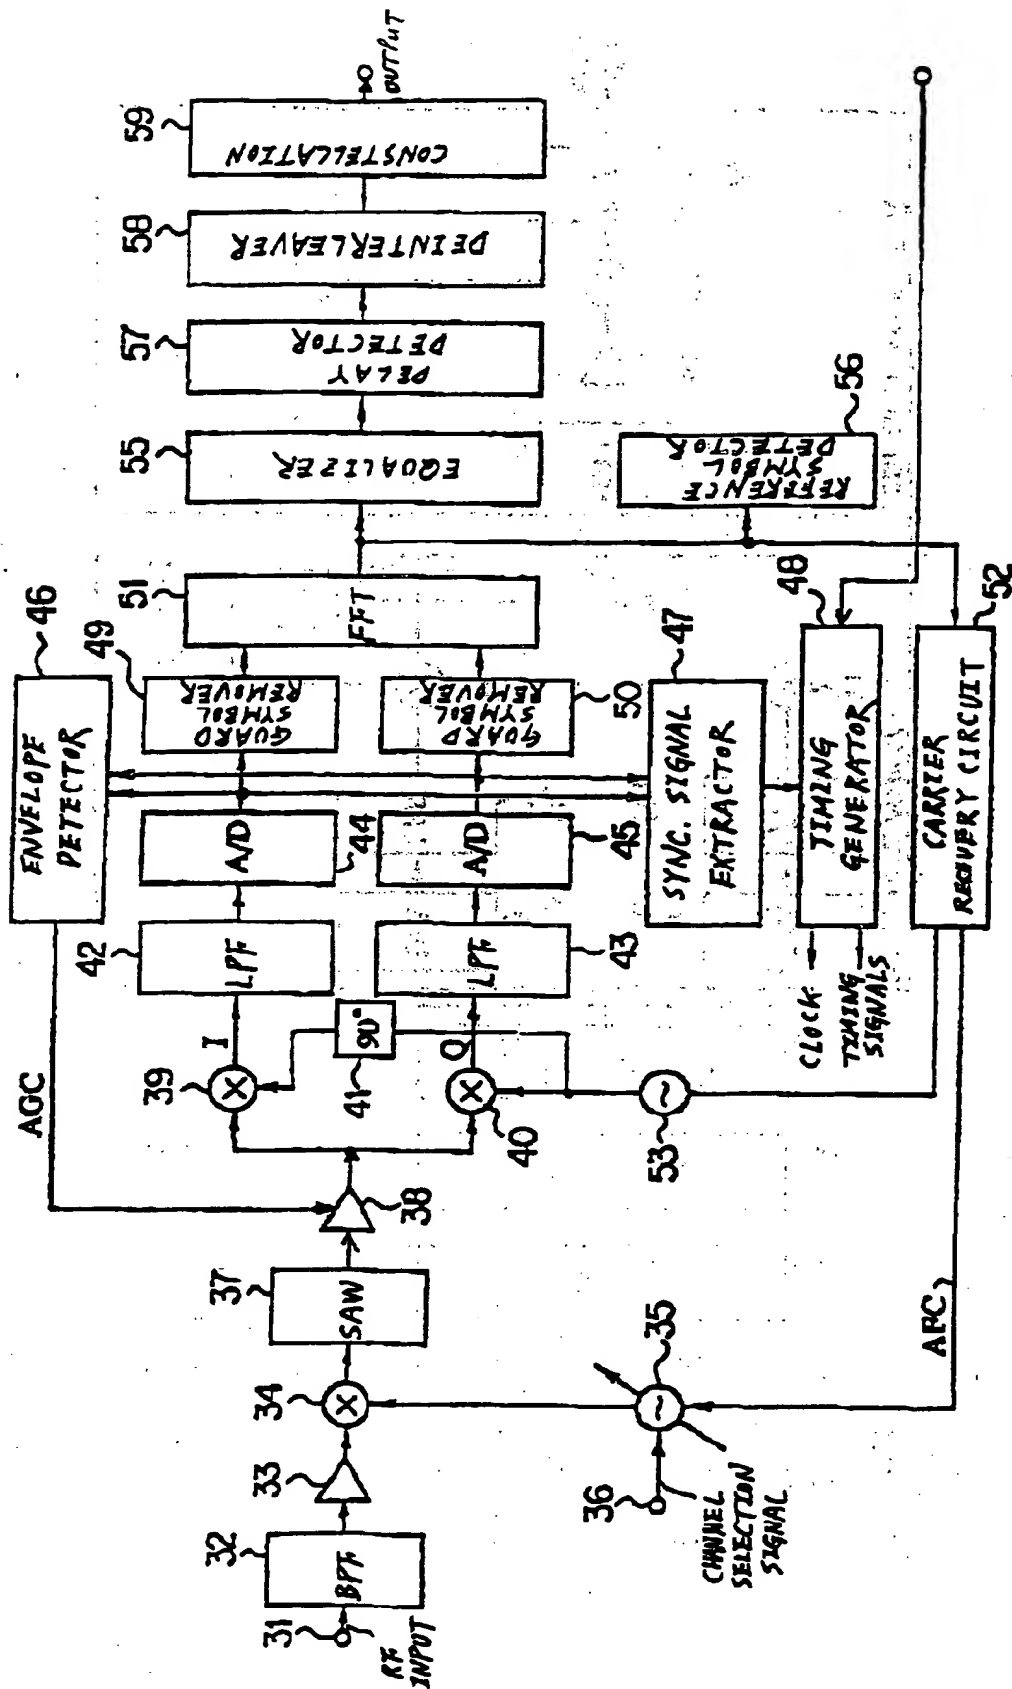 RF
INPUT
31
32
BPF
33
34
37
SAW
38
AGC
36
CHANNEL
SELECTION
SIGNAL
35
AFC
39
I
40
Q
41
90°
53
42
LPF
43
LPF
44
A/D
45
A/D
46
ENVELOPE
DETECTOR
49
GUARD
SYMBOL
REMOVER
50
GUARD
SYMBOL
REMOVER
47
SYNC. SIGNAL
EXTRACTOR
48
TIMING
GENERATOR
CLOCK
TIMING
SIGNALS
52
CARRIER
RECOVERY CIRCUIT
51
FFT
55
EQUALIZER
56
REFERENCE
SYMBOL
DETECTOR
57
DELAY
DETECTOR
58
DEINTERLEAVER
59
CONSTELLATION
OUTPUT